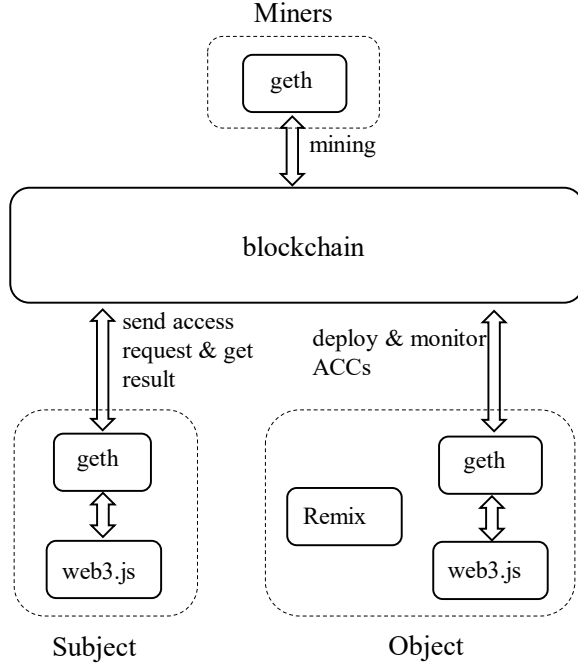 Miners
geth
mining
blockchain
send access
request & get
result
deploy & monitor
ACCs
geth
web3.js
Remix
geth
web3.js
Subject
Object